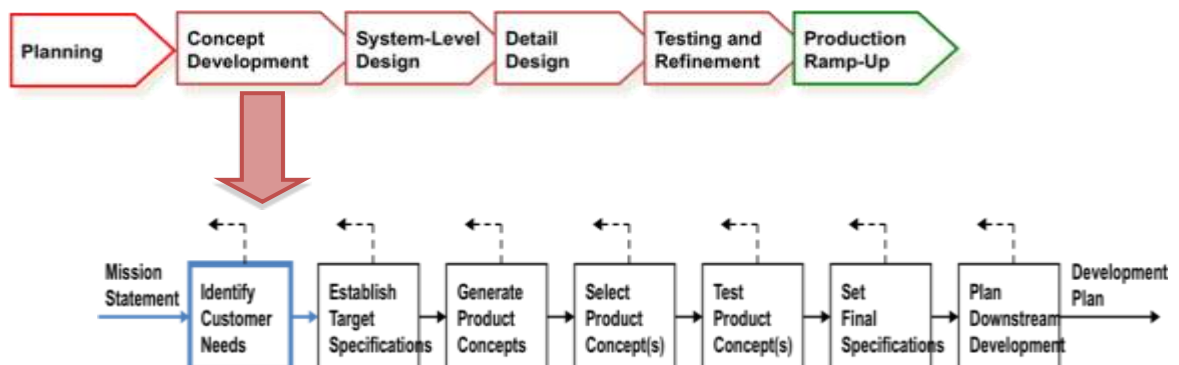 Planning
Concept
Development
System-Level
Design
Detail
Design
Testing and
Refinement
Production
Ramp-Up
Mission
Statement
Identify
Customer
Needs
Establish
Target
Specifications
Generate
Product
Concepts
Select
Product
Concept(s)
Test
Product
Concept(s)
Set
Final
Specifications
Plan
Downstream
Development
Development
Plan